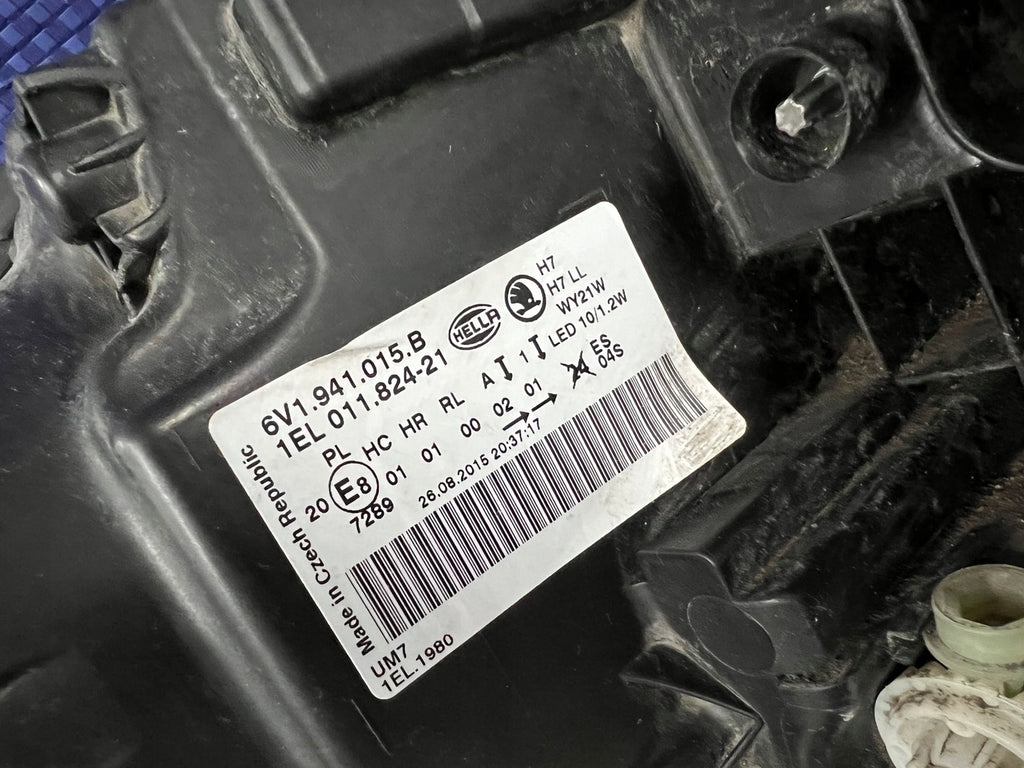 6V1.941.015.B
1EL 011.824-21
HELLA
H7
H7 LL
WY21W
LED 10/1.2W
PL HC HR RL A 1
20 E8 01 01 00 02 01
7289
ES
04S
26.08.2015 20:37:17
Made in Czech Republic
UM7
1EL.1980